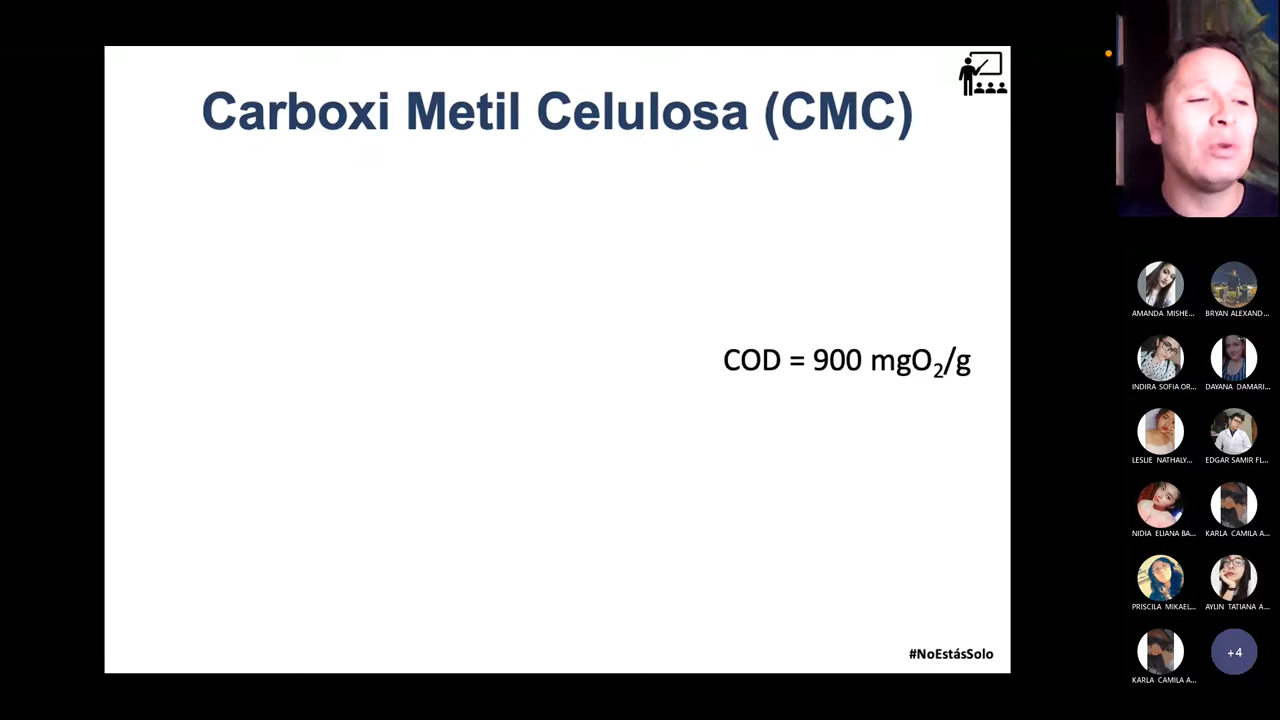 Carboxi Metil Celulosa (CMC)
COD = 900 mgO₂/g
#NoEstásSolo
AMANDA MISHE...
BRYAN ALEXAND...
INDIRA SOFIA OR...
DAYANA DAMARI...
LESLIE NATHALY...
EDGAR SAMIR FL...
NIDIA ELIANA BA...
KARLA CAMILA A...
PRISCILA MIKAEL...
AYLIN TATIANA A...
KARLA CAMILA A...
+4